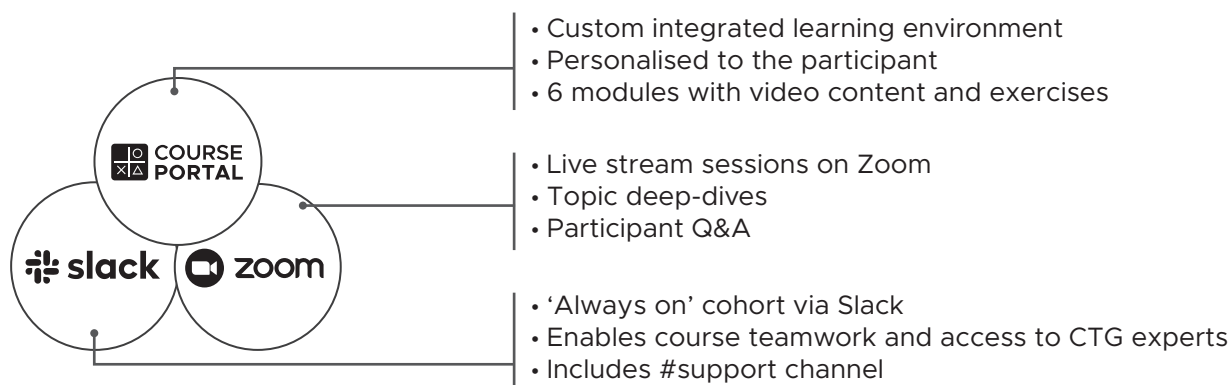 • Custom integrated learning environment
• Personalised to the participant
• 6 modules with video content and exercises
COURSE
PORTAL
• Live stream sessions on Zoom
• Topic deep-dives
• Participant Q&A
slack
zoom
• ‘Always on’ cohort via Slack
• Enables course teamwork and access to CTG experts
• Includes #support channel